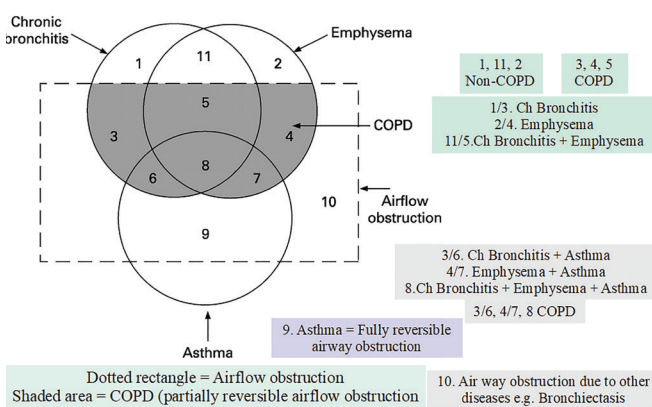 Chronic
bronchitis
Emphysema
1
11
2
5
3
4
COPD
8
6
7
10
Airflow
obstruction
9
Asthma
1, 11, 2
Non-COPD
3, 4, 5
COPD
1/3. Ch Bronchitis
2/4. Emphysema
11/5.Ch Bronchitis + Emphysema
3/6. Ch Bronchitis + Asthma
4/7. Emphysema + Asthma
8.Ch Bronchitis + Emphysema + Asthma
3/6, 4/7, 8 COPD
9. Asthma = Fully reversible
airway obstruction
Dotted rectangle = Airflow obstruction
Shaded area = COPD (partially reversible airflow obstruction
10. Air way obstruction due to other
diseases e.g. Bronchiectasis